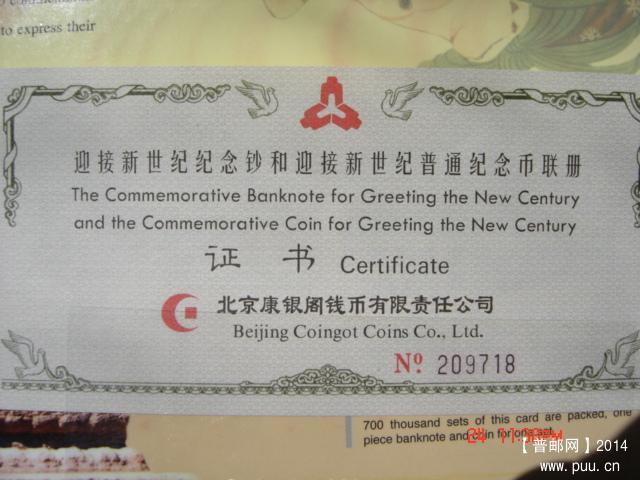 to express their
迎接新世纪纪念钞和迎接新世纪普通纪念币联册
The Commemorative Banknote for Greeting the New Century
and the Commemorative Coin for Greeting the New Century
证 书 Certificate
北京康银阁钱币有限责任公司
Beijing Coingot Coins Co., Ltd.
Nº 209718
700 thousand sets of this card are packed, one
piece banknote and coin for one set.
【普邮网】2014
www.puu.cn